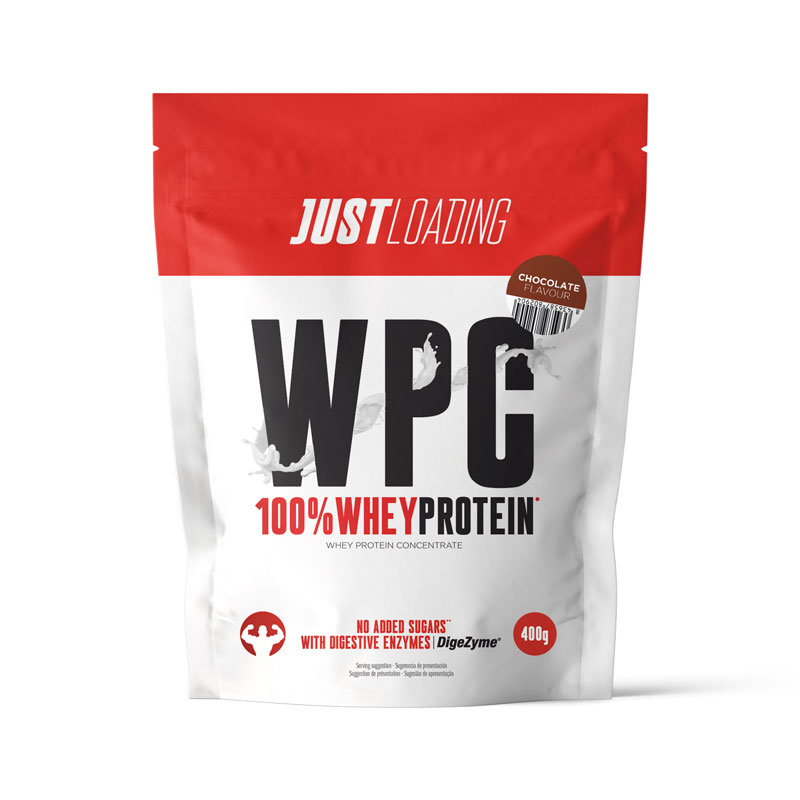 JUSTLOADING
CHOCOLATE
FLAVOUR
WPC
100%WHEYPROTEIN*
WHEY PROTEIN CONCENTRATE
NO ADDED SUGARS**
WITH DIGESTIVE ENZYMES | DigeZyme®
400g
Serving suggestion · Sugerencia de presentación
Suggestion de présentation · Sugestão de apresentação